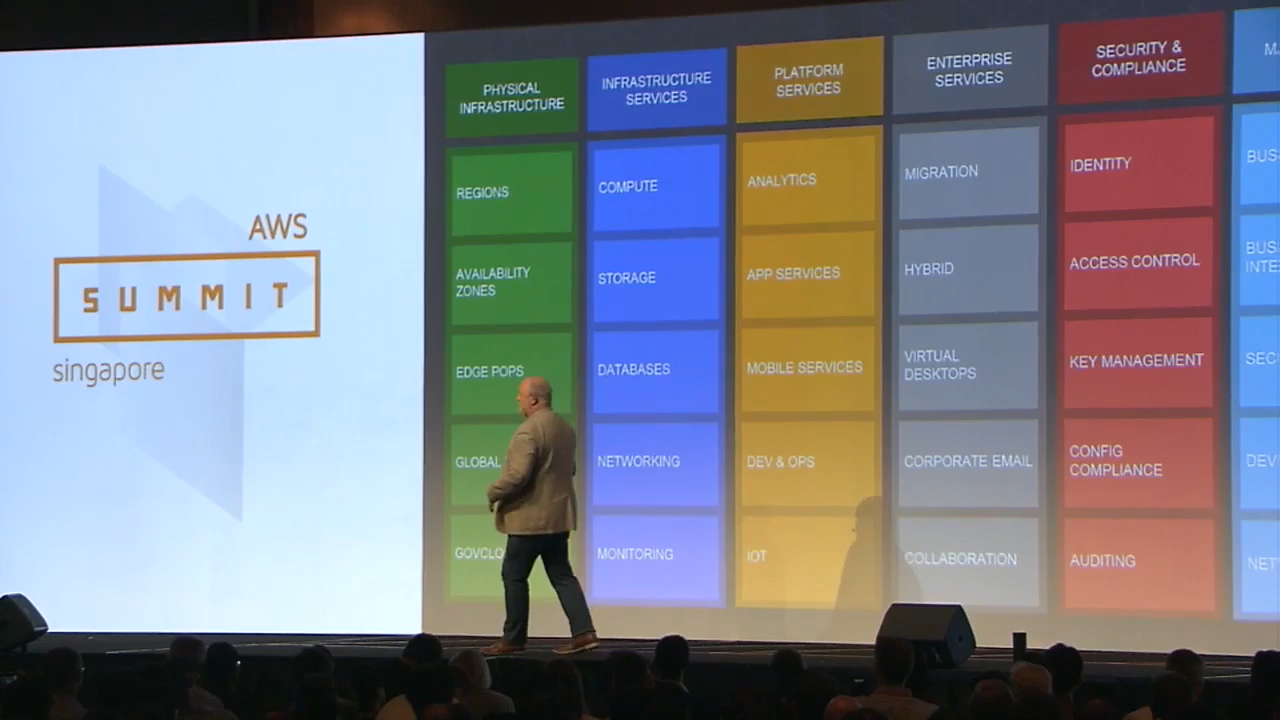 AWS
SUMMIT
singapore
PHYSICAL
INFRASTRUCTURE
REGIONS
AVAILABILITY
ZONES
EDGE POPS
GLOBAL
INFRASTRUCTURE
SERVICES
COMPUTE
STORAGE
DATABASES
NETWORKING
MONITORING
PLATFORM
SERVICES
ANALYTICS
APP SERVICES
MOBILE SERVICES
DEV & OPS
IOT
ENTERPRISE
SERVICES
MIGRATION
HYBRID
VIRTUAL
DESKTOPS
CORPORATE EMAIL
COLLABORATION
SECURITY &
COMPLIANCE
IDENTITY
ACCESS CONTROL
KEY MANAGEMENT
CONFIG
COMPLIANCE
AUDITING